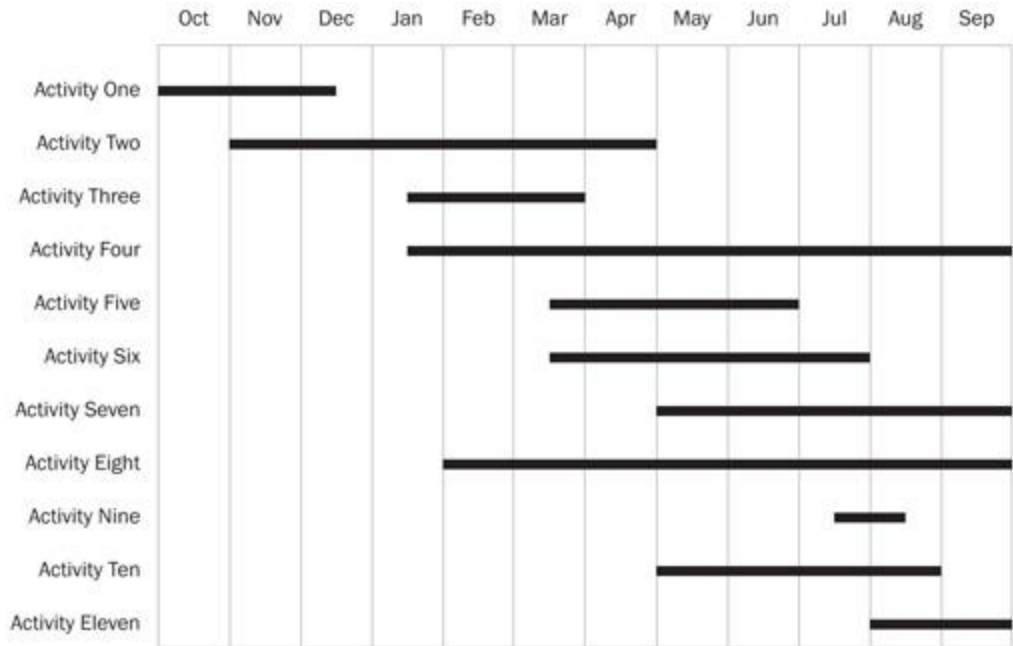 Oct Nov Dec Jan Feb Mar Apr May Jun Jul Aug Sep
Activity One
Activity Two
Activity Three
Activity Four
Activity Five
Activity Six
Activity Seven
Activity Eight
Activity Nine
Activity Ten
Activity Eleven